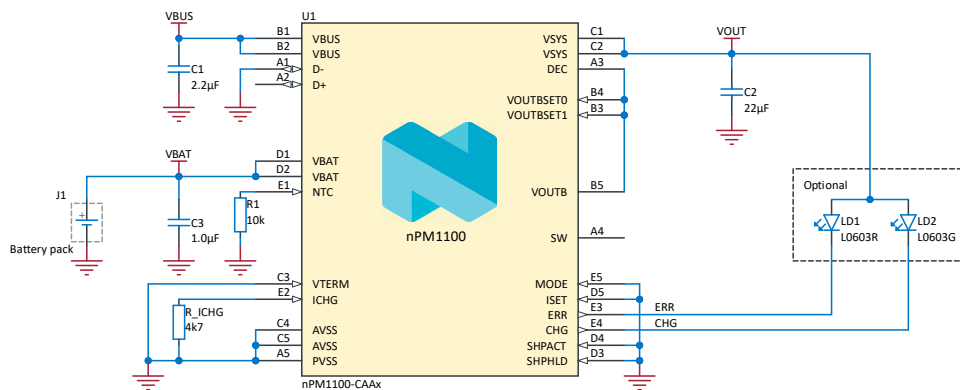 U1
VBUS
C1
2.2µF
B1 VBUS
B2 VBUS
A1 D-
A2 D+
VBAT
J1
Battery pack
C3
1.0µF
R1
10k
D1 VBAT
D2 VBAT
E1 NTC
R_ICHG
4k7
C3 VTERM
E2 ICHG
C4 AVSS
C5 AVSS
A5 PVSS
nPM1100
nPM1100-CAAx
VSYS C1
VSYS C2
DEC A3
VOUTBSET0 B4
VOUTBSET1 B3
VOUTB B5
SW A4
MODE E5
ISET D5
ERR E3 ERR
CHG E4 CHG
SHPACT D4
SHPHLD D3
VOUT
C2
22µF
Optional
LD1
L0603R
LD2
L0603G